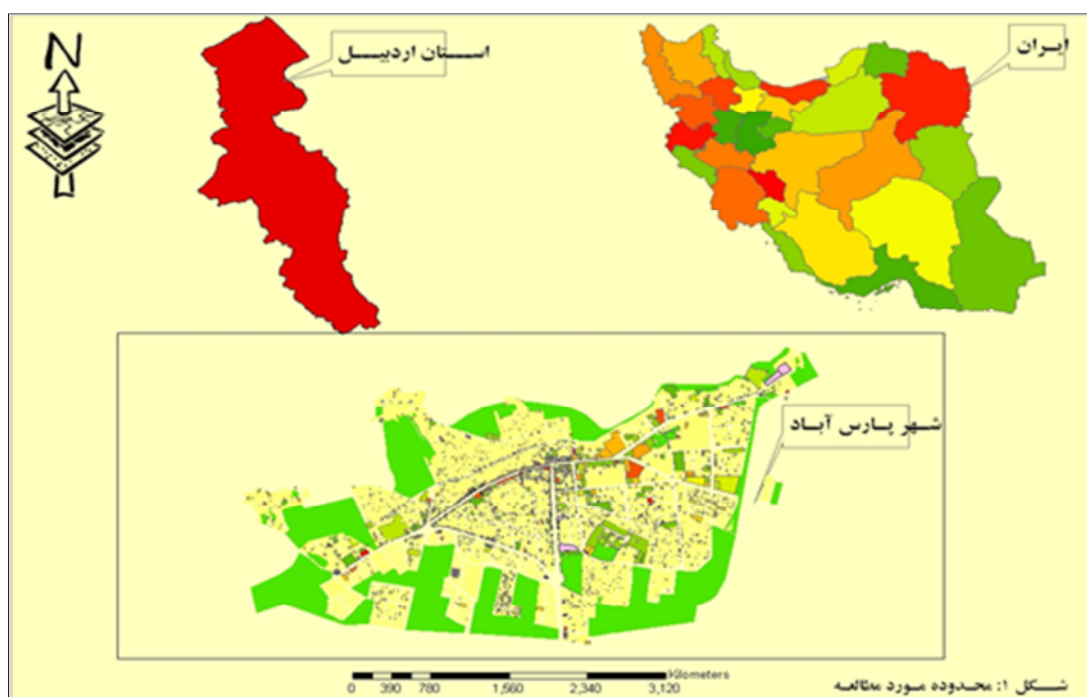 N
استان اردبیل
ایران
شهر پارس آباد
Kilometers
0 390 780 1,560 2,340 3,120
شکل ۱: محدوده مورد مطالعه